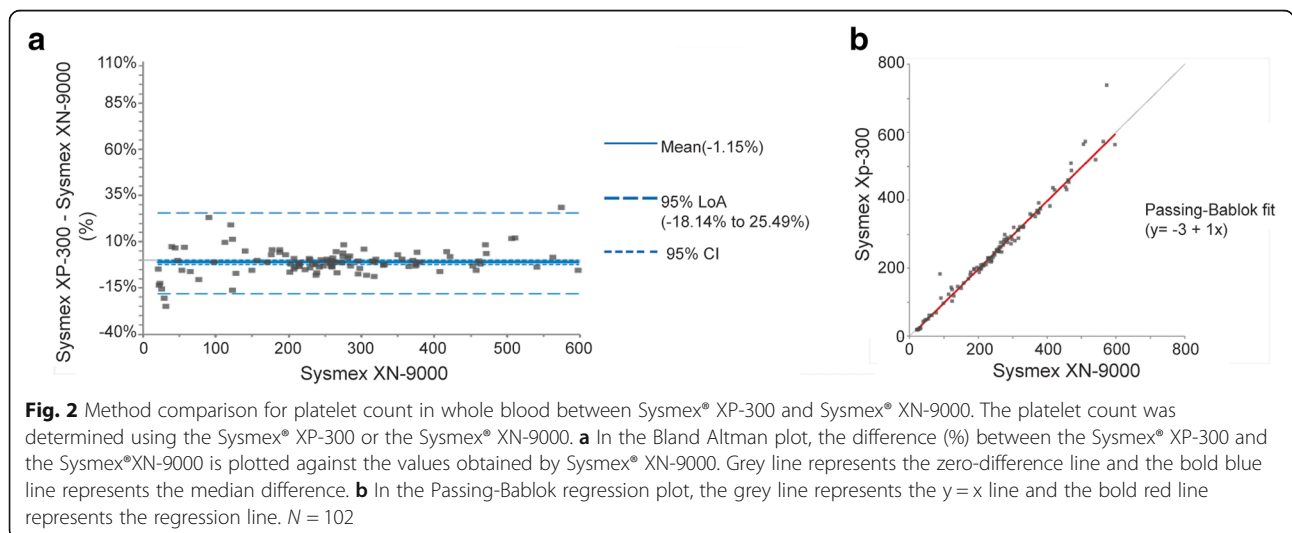 a
110%
85%
60%
35%
10%
-15%
-40%
Sysmex XP-300 - Sysmex XN-9000
(%)
0 100 200 300 400 500 600
Sysmex XN-9000
Mean(-1.15%)
95% LoA
(-18.14% to 25.49%)
95% CI
b
800
600
400
200
0
Sysmex Xp-300
0 200 400 600 800
Sysmex XN-9000
Passing-Bablok fit
(y= -3 + 1x)
Fig. 2 Method comparison for platelet count in whole blood between Sysmex® XP-300 and Sysmex® XN-9000. The platelet count was
determined using the Sysmex® XP-300 or the Sysmex® XN-9000. a In the Bland Altman plot, the difference (%) between the Sysmex® XP-300 and
the Sysmex®XN-9000 is plotted against the values obtained by Sysmex® XN-9000. Grey line represents the zero-difference line and the bold blue
line represents the median difference. b In the Passing-Bablok regression plot, the grey line represents the y = x line and the bold red line
represents the regression line. N = 102